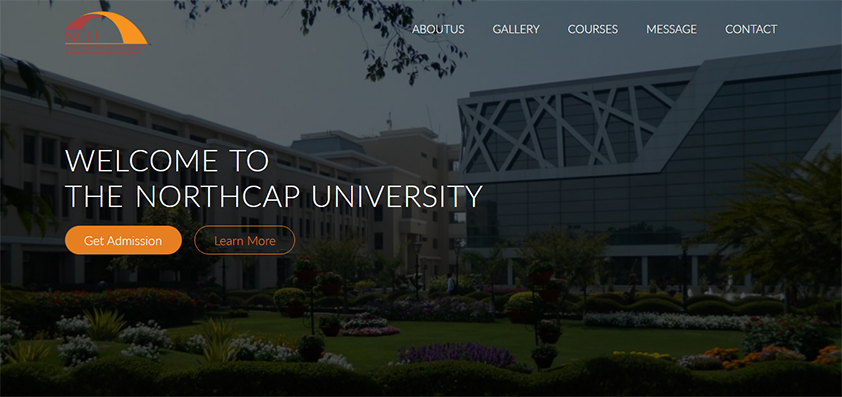 NCU
ABOUTUS GALLERY COURSES MESSAGE CONTACT
WELCOME TO
THE NORTHCAP UNIVERSITY
Get Admission Learn More